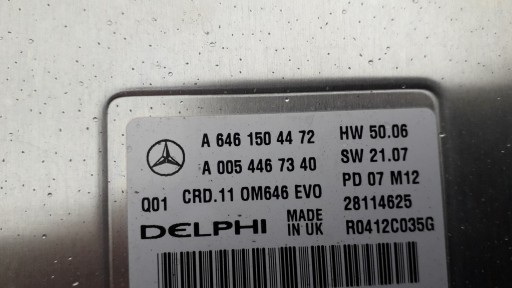 A 646 150 44 72 HW 50.06
A 005 446 73 40 SW 21.07
Q01 CRD.11 OM646 EVO PD 07 M12
DELPHI MADE IN UK 28114625
R0412C035G